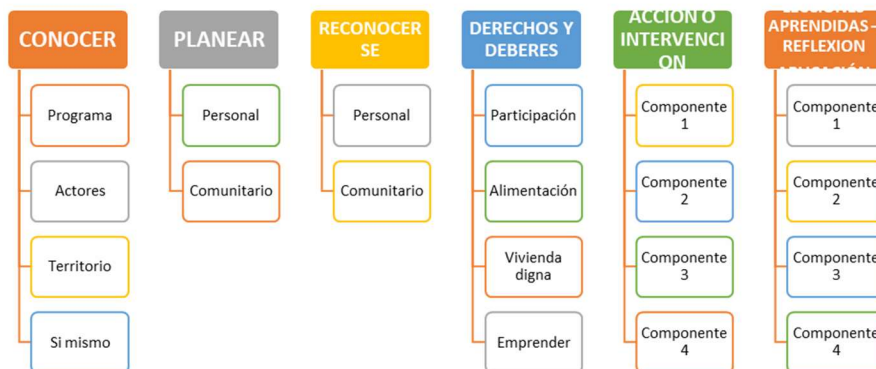 CONOCER
Programa
Actores
Territorio
Si mismo
PLANEAR
Personal
Comunitario
RECONOCER
SE
Personal
Comunitario
DERECHOS Y
DEBERES
Participación
Alimentación
Vivienda
digna
Emprender
ACCION O
INTERVENCI
ON
Componente
1
Componente
2
Componente
3
Componente
4
LECCIONES
APRENDIDAS –
REFLEXION
APLICACIÓN
Componente
1
Componente
2
Componente
3
Componente
4